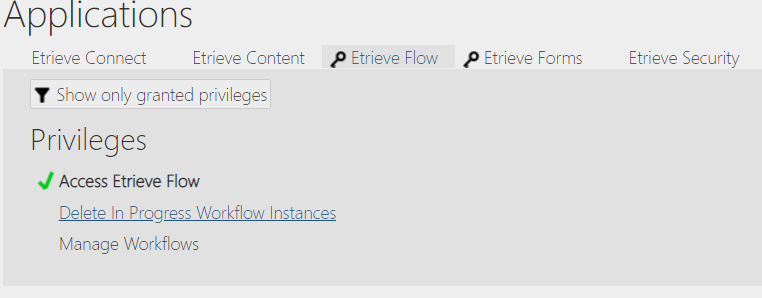 Applications
Etrieve Connect Etrieve Content Etrieve Flow Etrieve Forms Etrieve Security
Show only granted privileges
Privileges
Access Etrieve Flow
Delete In Progress Workflow Instances
Manage Workflows